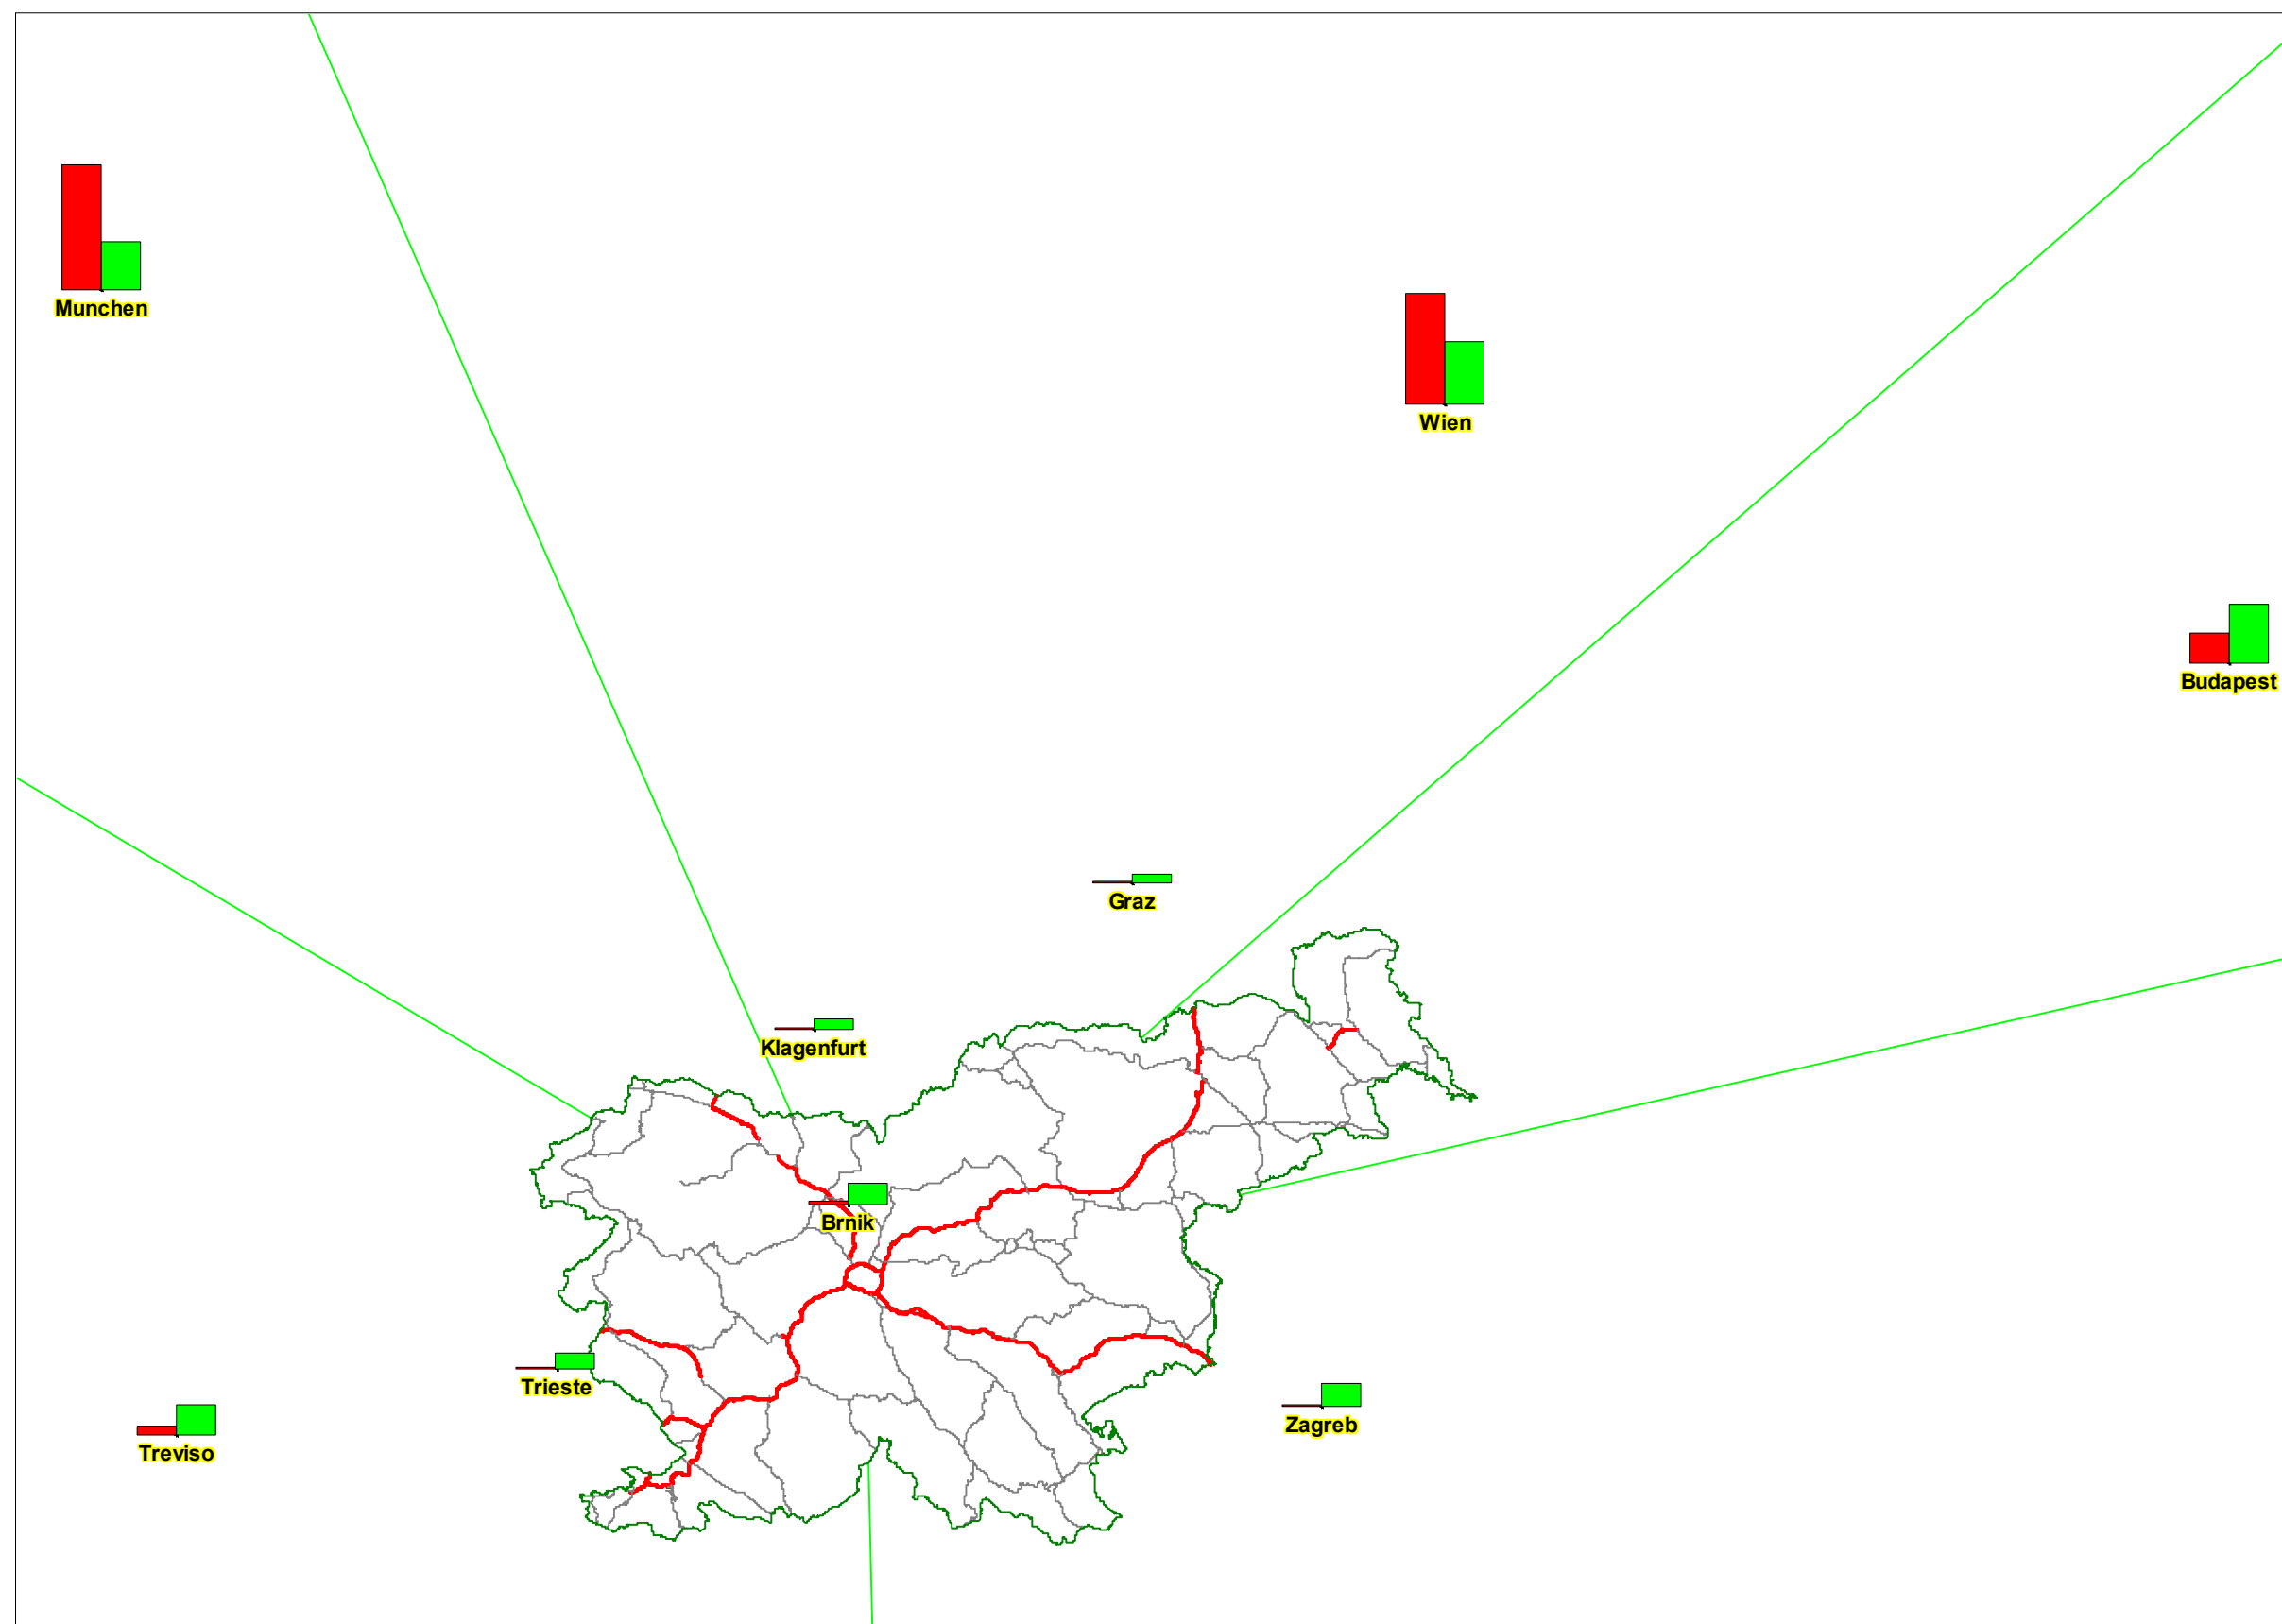 Munchen
Wien
Budapest
Graz
Klagenfurt
Brnik
Trieste
Zagreb
Treviso